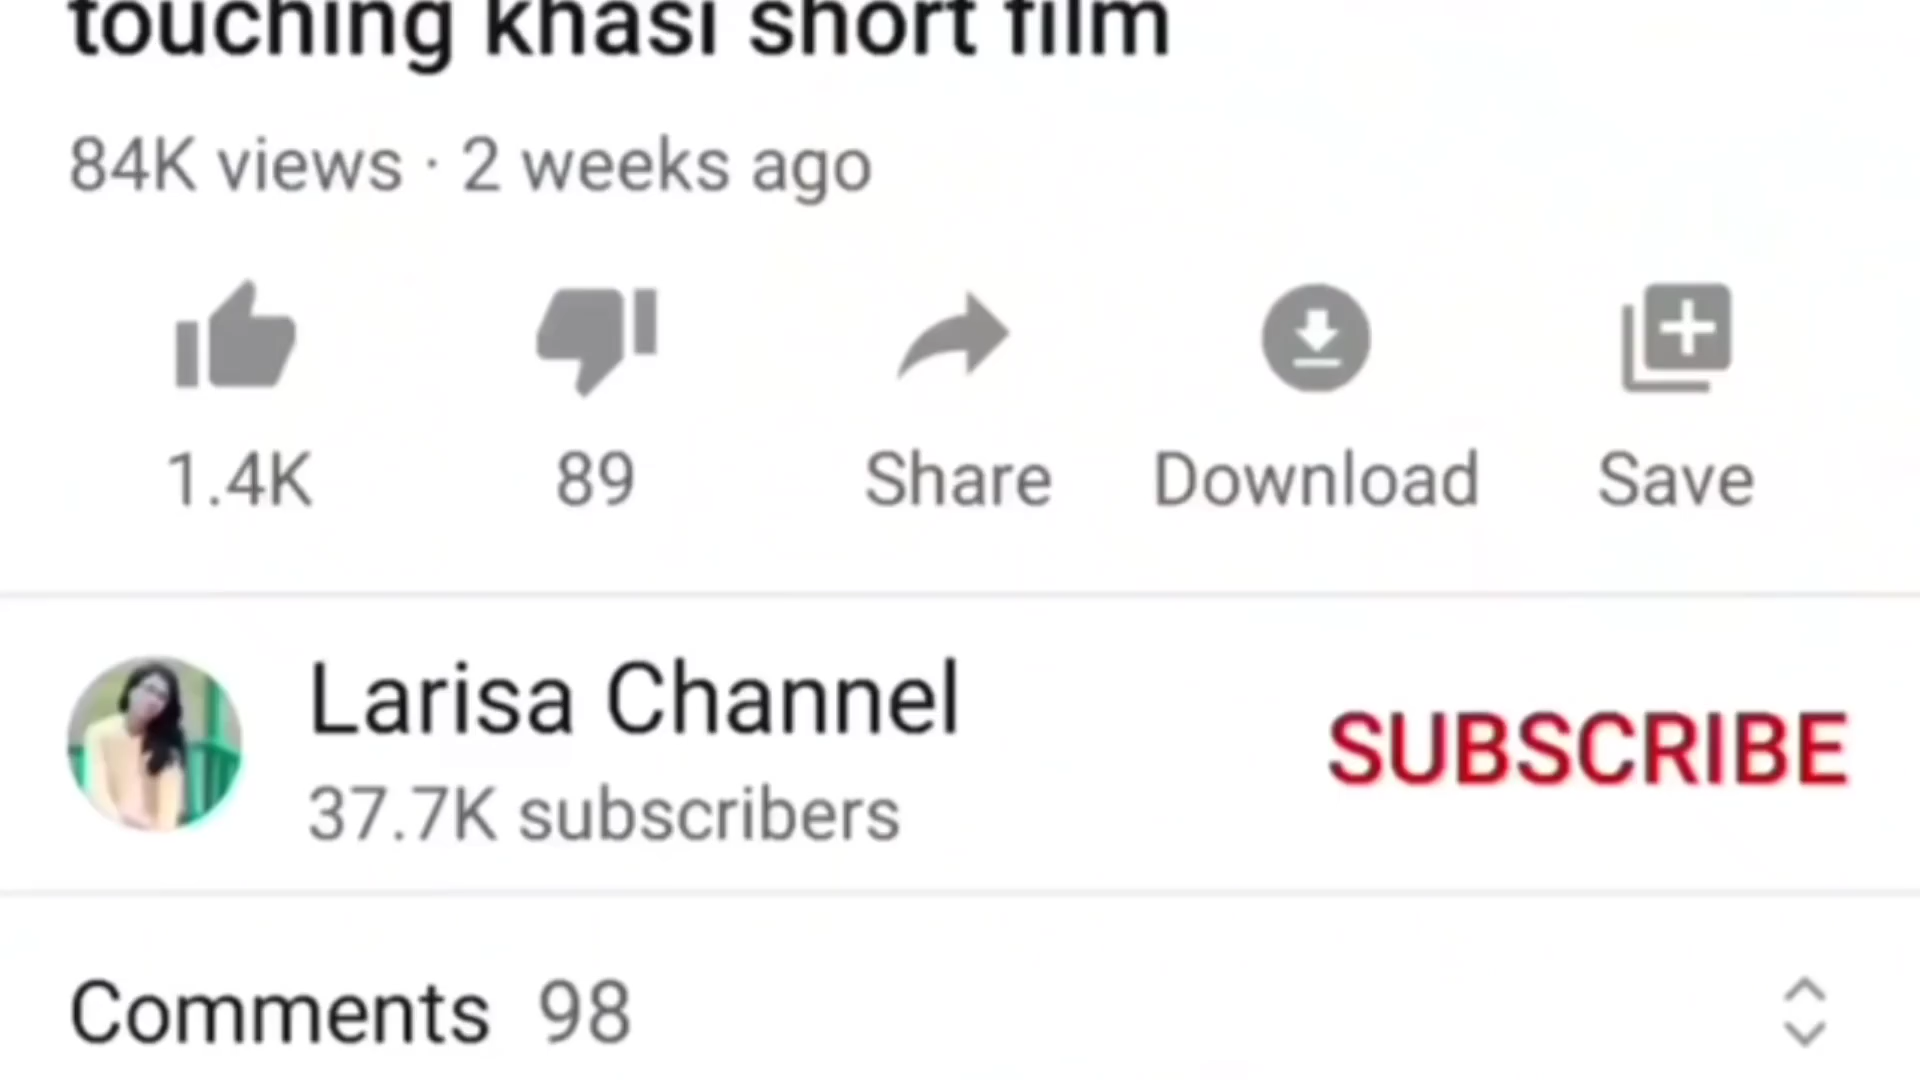 touching khasi short film
84K views · 2 weeks ago
1.4K 89 Share Download Save
Larisa Channel
SUBSCRIBE
37.7K subscribers
Comments 98